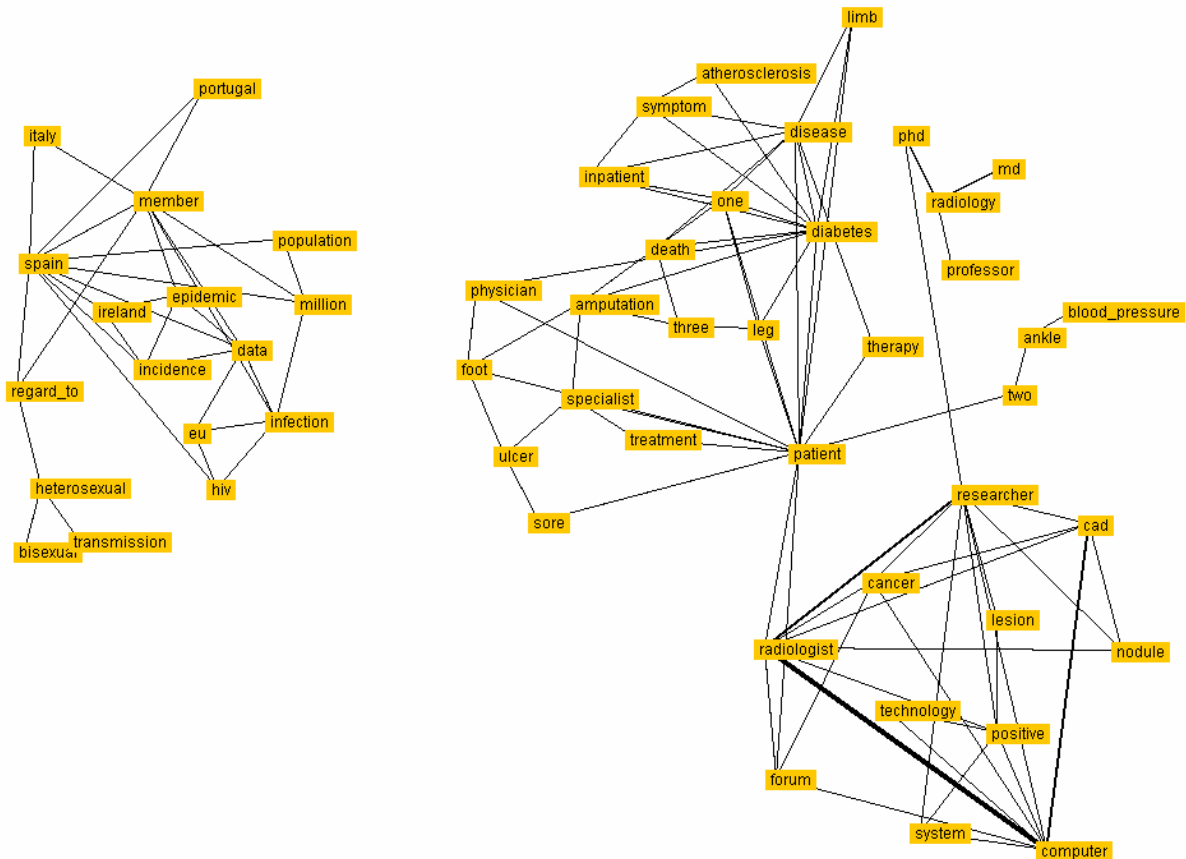 limb
atherosclerosis
portugal
symptom
disease
italy
phd
md
inpatient
member
one
radiology
diabetes
population
death
spain
professor
physician
epidemic
amputation
million
ireland
blood_pressure
three
leg
ankle
data
therapy
incidence
foot
regard_to
two
specialist
infection
eu
treatment
patient
ulcer
heterosexual
hiv
researcher
sore
cad
transmission
bisexual
cancer
lesion
radiologist
nodule
technology
positive
forum
system
computer